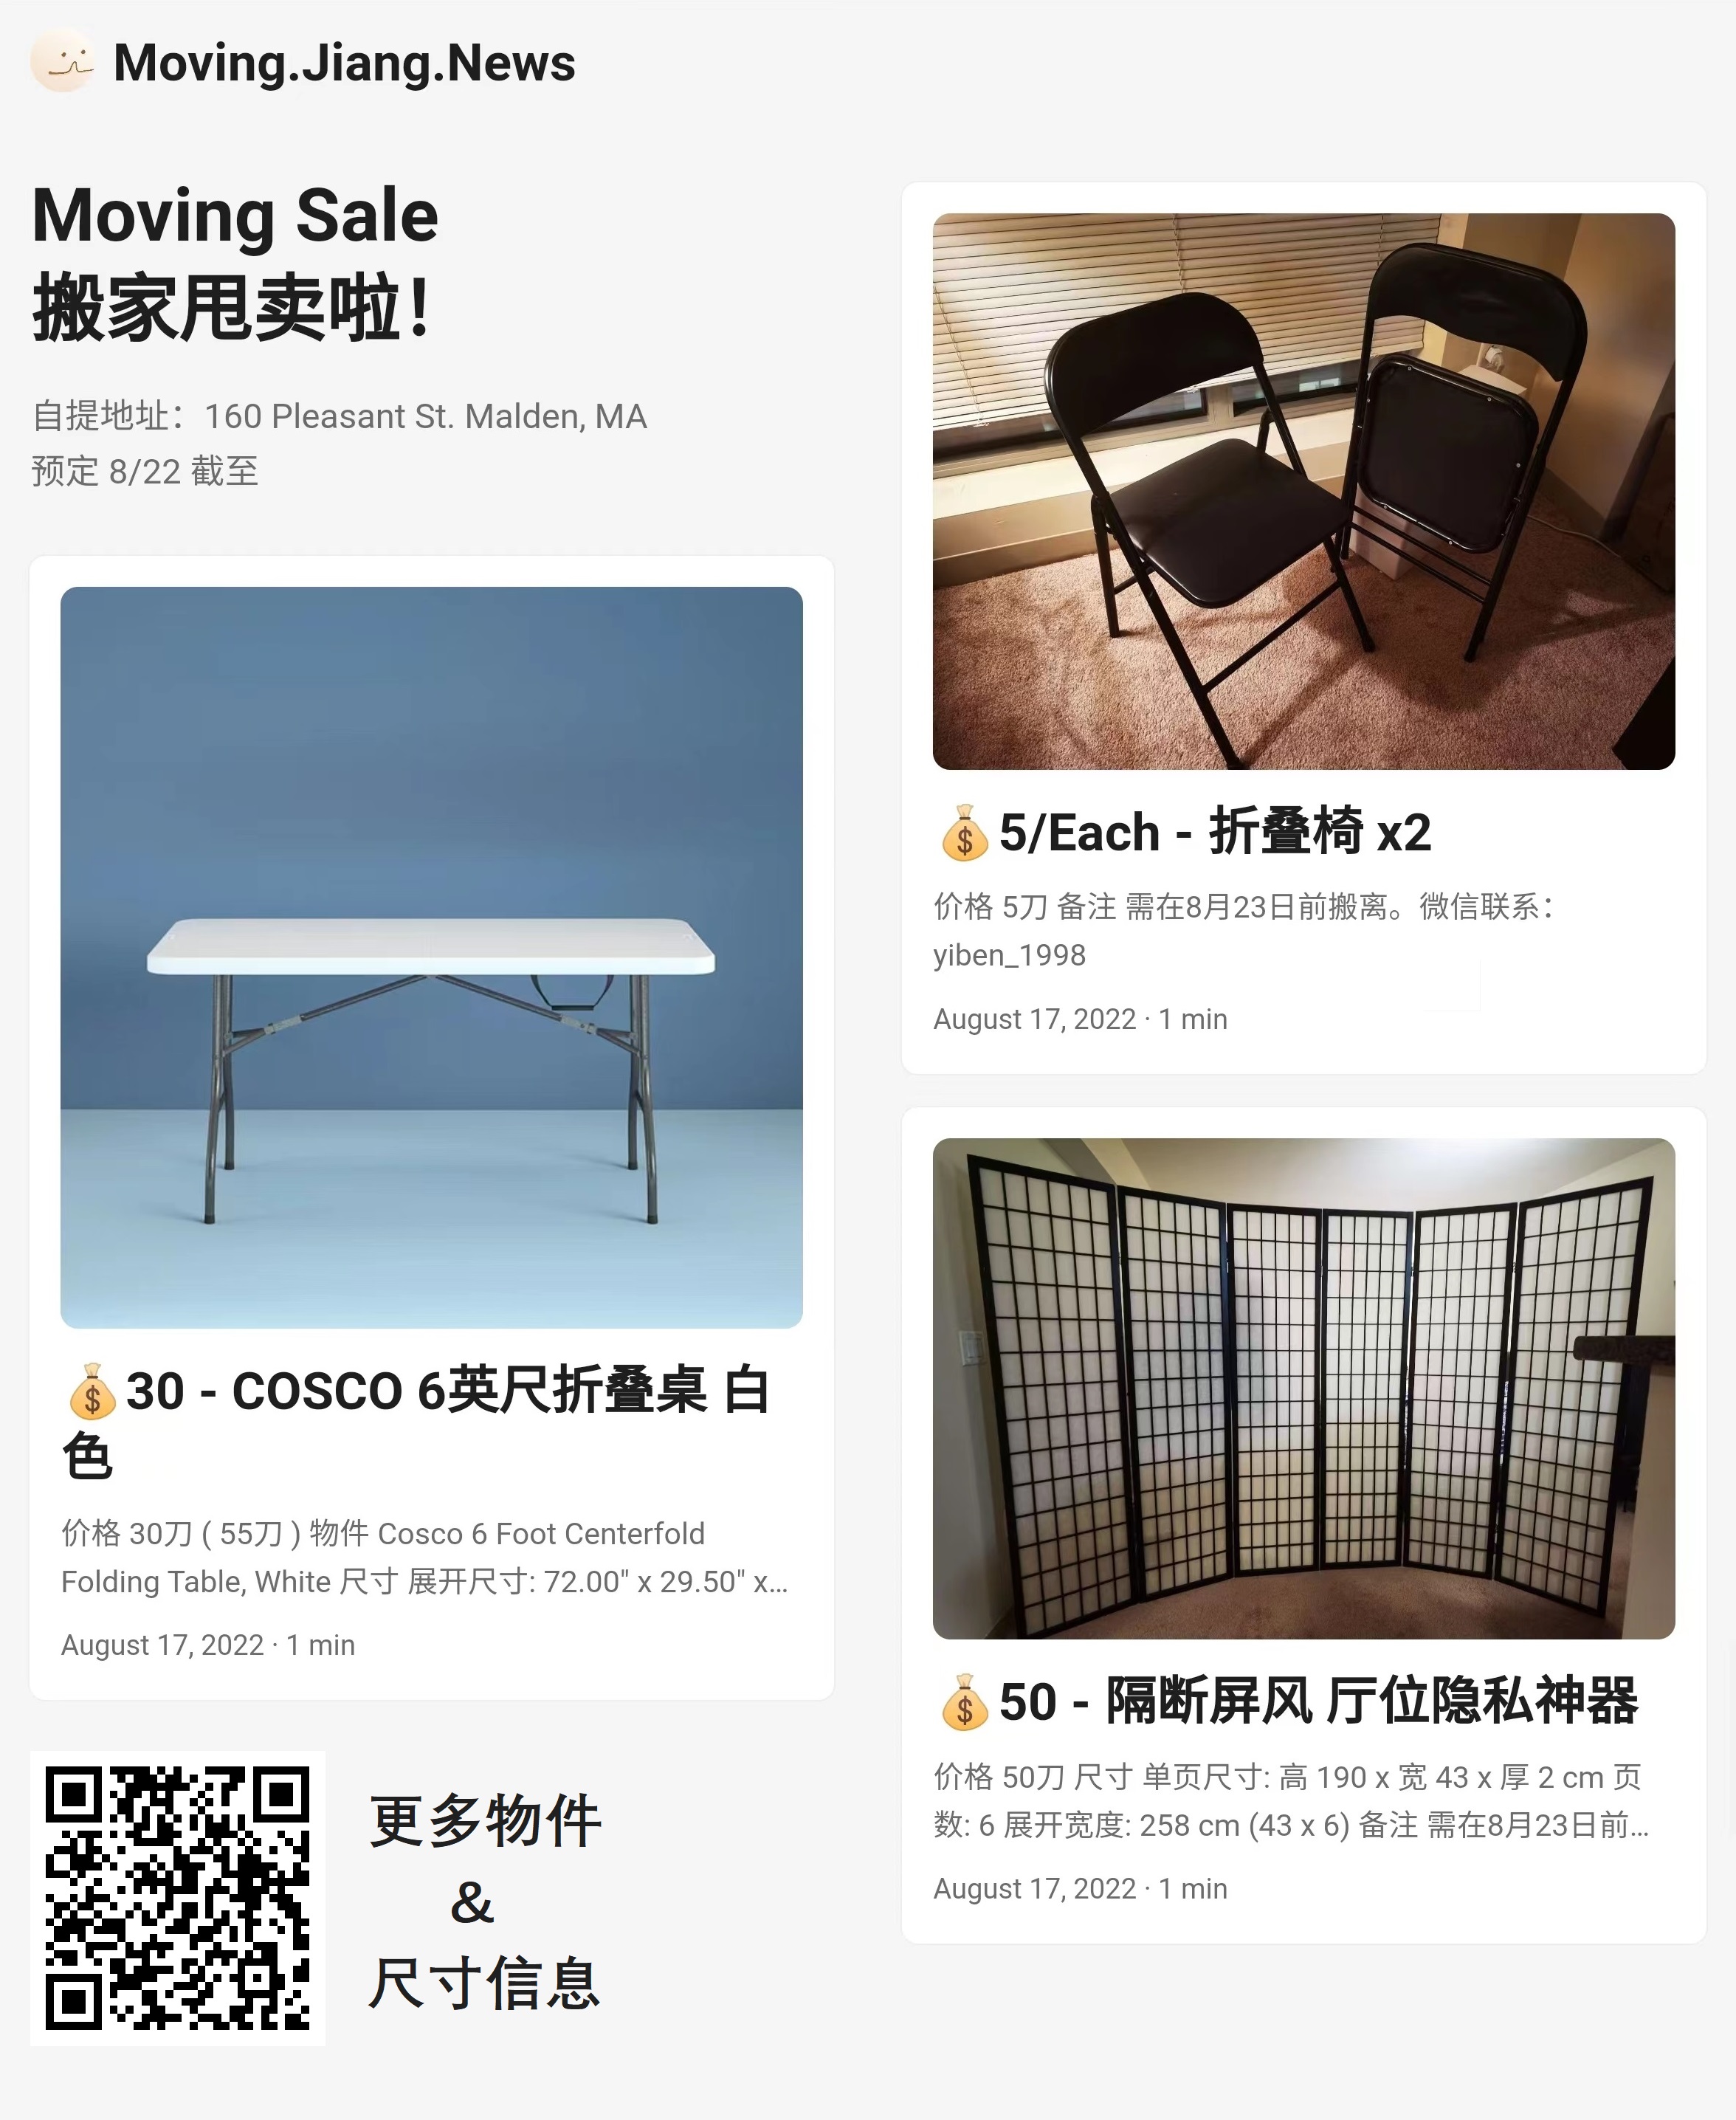 Moving.Jiang.News
Moving Sale
搬家甩卖啦！
自提地址：160 Pleasant St. Malden, MA
预定 8/22 截至
💰30 - COSCO 6英尺折叠桌 白
色
价格 30刀 ( 55刀 ) 物件 Cosco 6 Foot Centerfold
Folding Table, White 尺寸 展开尺寸: 72.00" x 29.50" x...
August 17, 2022 · 1 min
更多物件
&
尺寸信息
💰5/Each - 折叠椅 x2
价格 5刀 备注 需在8月23日前搬离。微信联系：
yiben_1998
August 17, 2022 · 1 min
💰50 - 隔断屏风 厅位隐私神器
价格 50刀 尺寸 单页尺寸: 高 190 x 宽 43 x 厚 2 cm 页
数: 6 展开宽度: 258 cm (43 x 6) 备注 需在8月23日前...
August 17, 2022 · 1 min